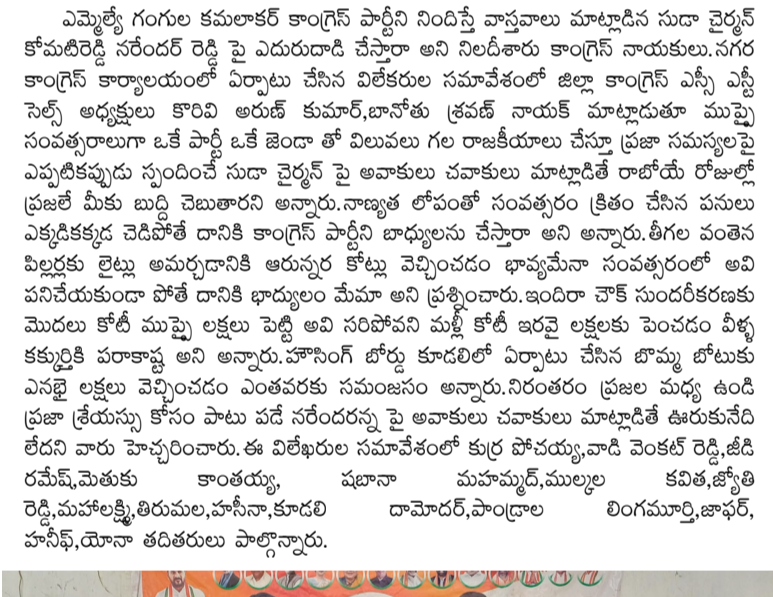 ఎమ్మెల్యే గంగుల కమలాకర్ కాంగ్రెస్ పార్టీని నిందిస్తే వాస్తవాలు మాట్లాడిన సుడా చైర్మన్
కోమటిరెడ్డి నరేందర్ రెడ్డి పై ఎదురుదాడి చేస్తారా అని నిలదీశారు కాంగ్రెస్ నాయకులు.నగర
కాంగ్రెస్ కార్యాలయంలో ఏర్పాటు చేసిన విలేకరుల సమావేశంలో జిల్లా కాంగ్రెస్ ఎస్సీ ఎస్టీ
సెల్స్ అధ్యక్షులు కొరివి అరుణ్ కుమార్,బానోతు శ్రవణ్ నాయక్ మాట్లాడుతూ ముప్పై
సంవత్సరాలుగా ఒకే పార్టీ ఒకే జెండా తో విలువలు గల రాజకీయాలు చేస్తూ ప్రజా సమస్యలపై
ఎప్పటికప్పుడు స్పందించే సుడా చైర్మన్ పై అవాకులు చవాకులు మాట్లాడితే రాబోయే రోజుల్లో
ప్రజలే మీకు బుద్ది చెబుతారని అన్నారు.నాణ్యత లోపంతో సంవత్సరం క్రితం చేసిన పనులు
ఎక్కడికక్కడ చెడిపోతే దానికి కాంగ్రెస్ పార్టీని బాధ్యులను చేస్తారా అని అన్నారు.తీగల వంతెన
పిల్లర్లకు లైట్లు అమర్చడానికి ఆరున్నర కోట్లు వెచ్చించడం భావ్యమేనా సంవత్సరంలో అవి
పనిచేయకుండా పోతే దానికి భాద్యులం మేమా అని ప్రశ్నించారు.ఇందిరా చౌక్ సుందరీకరణకు
మొదలు కోటీ ముప్పై లక్షలు పెట్టి అవి సరిపోవని మళ్లీ కోటీ ఇరవై లక్షలకు పెంచడం వీళ్ళ
కక్కుర్తికి పరాకాష్ట అని అన్నారు.హౌసింగ్ బోర్డు కూడలిలో ఏర్పాటు చేసిన బొమ్మ బోటుకు
ఎనభై లక్షలు వెచ్చించడం ఎంతవరకు సమంజసం అన్నారు.నిరంతరం ప్రజల మధ్య ఉండి
ప్రజా శ్రేయస్సు కోసం పాటు పడే నరేందరన్న పై అవాకులు చవాకులు మాట్లాడితే ఊరుకునేది
లేదని వారు హెచ్చరించారు.ఈ విలేఖరుల సమావేశంలో కుర్ర పోచయ్య,వాడి వెంకట్ రెడ్డి,జీడి
రమేష్,మెతుకు కాంతయ్య, షబానా మహమ్మద్,ముల్కల కవిత,జ్యోతి
రెడ్డి,మహాలక్ష్మి,తిరుమల,హసీనా,కూడలి దామోదర్,పాండ్రాల లింగమూర్తి,జాఫర్,
హనీఫ్,యోనా తదితరులు పాల్గొన్నారు.